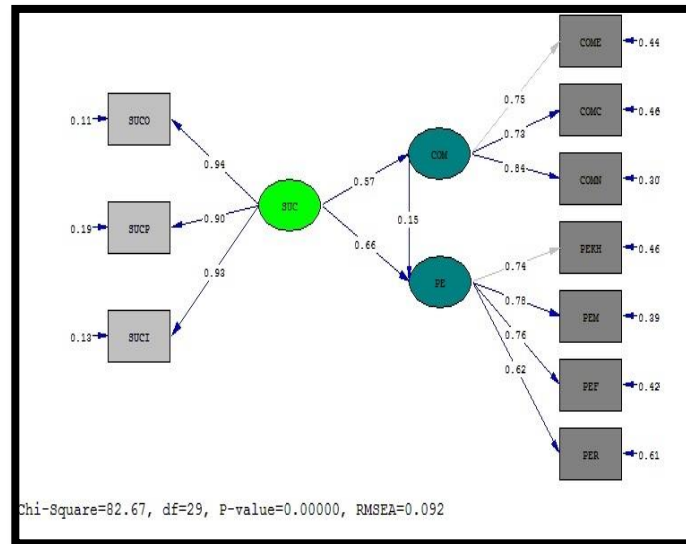 0.11
SUCO
0.94
0.19
SUCP
0.90
0.13
SUCI
0.93
SUC
0.57
0.66
COM
0.15
PE
0.75
COME
0.44
0.73
COMC
0.46
0.84
COMN
0.30
0.74
PEKH
0.46
0.78
PEM
0.39
0.76
PEF
0.42
0.62
PER
0.61
Chi-Square=82.67, df=29, P-value=0.00000, RMSEA=0.092